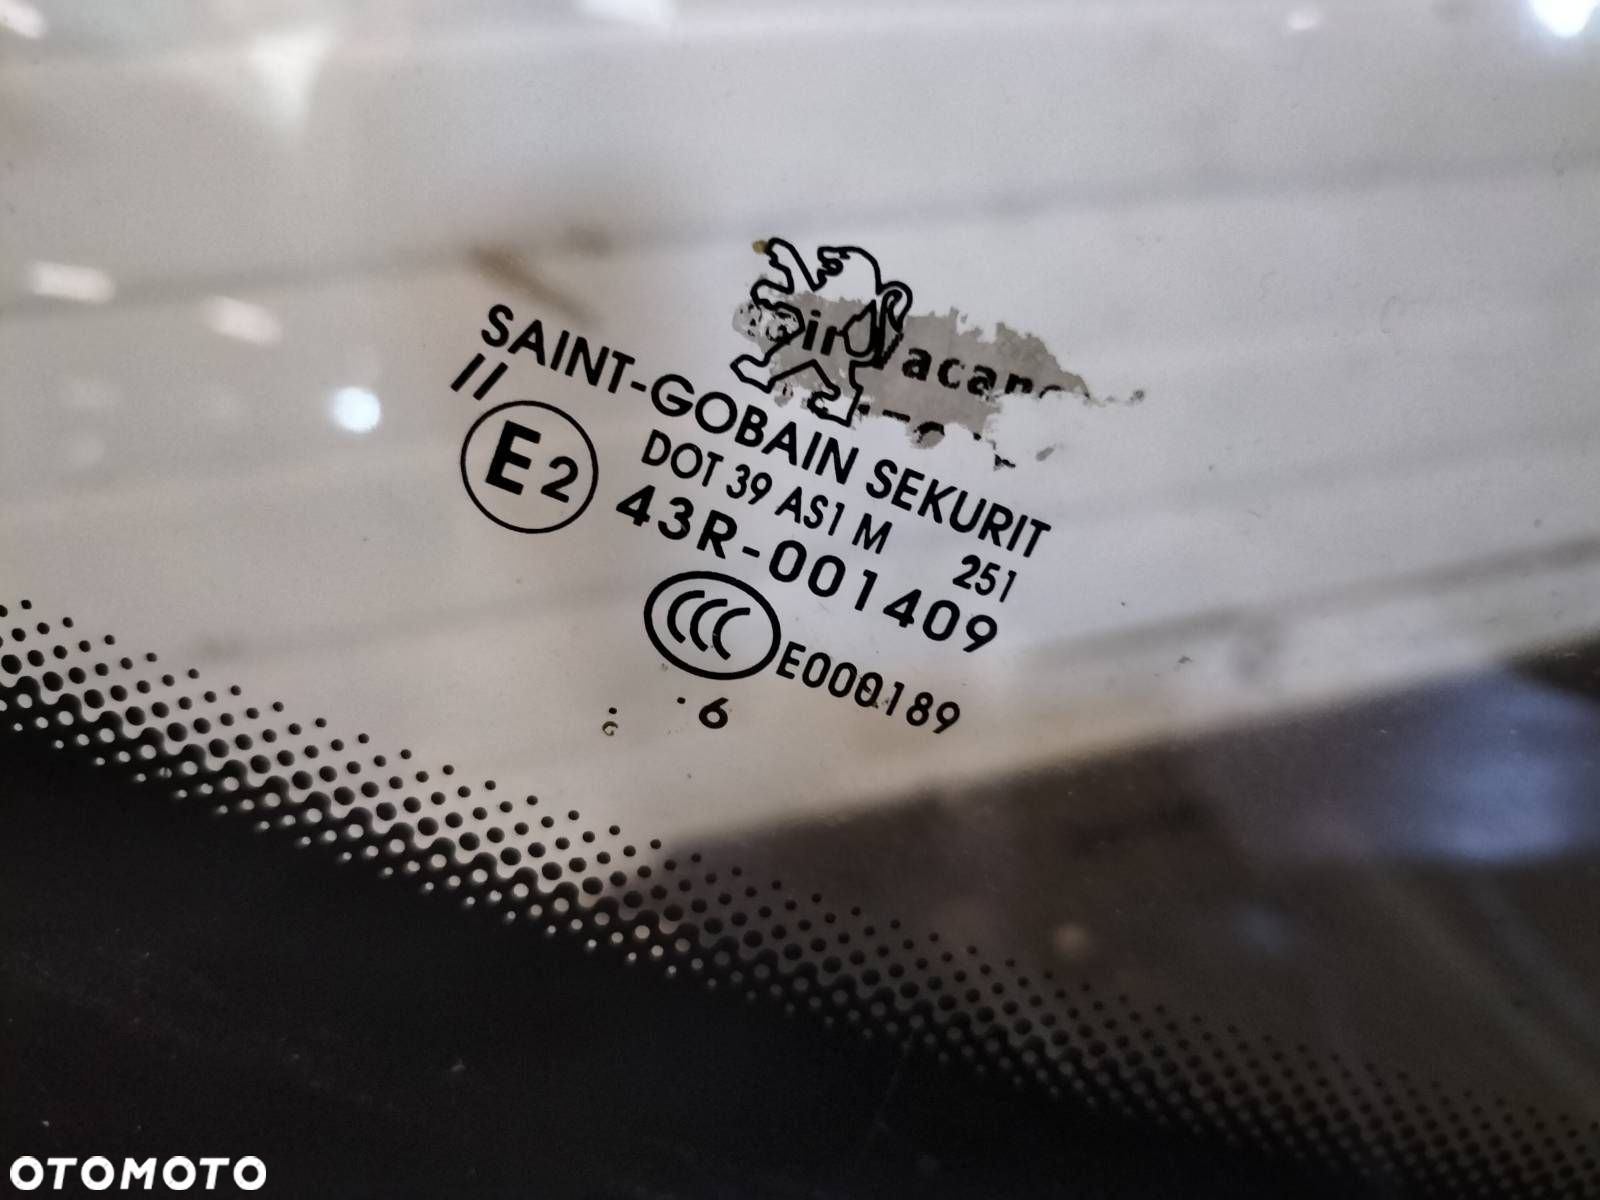 SAINT-GOBAIN SEKURIT
//
E2
DOT 39 AS1 M 251
43R-001409
CCC E000189
. 6
OTOMOTO